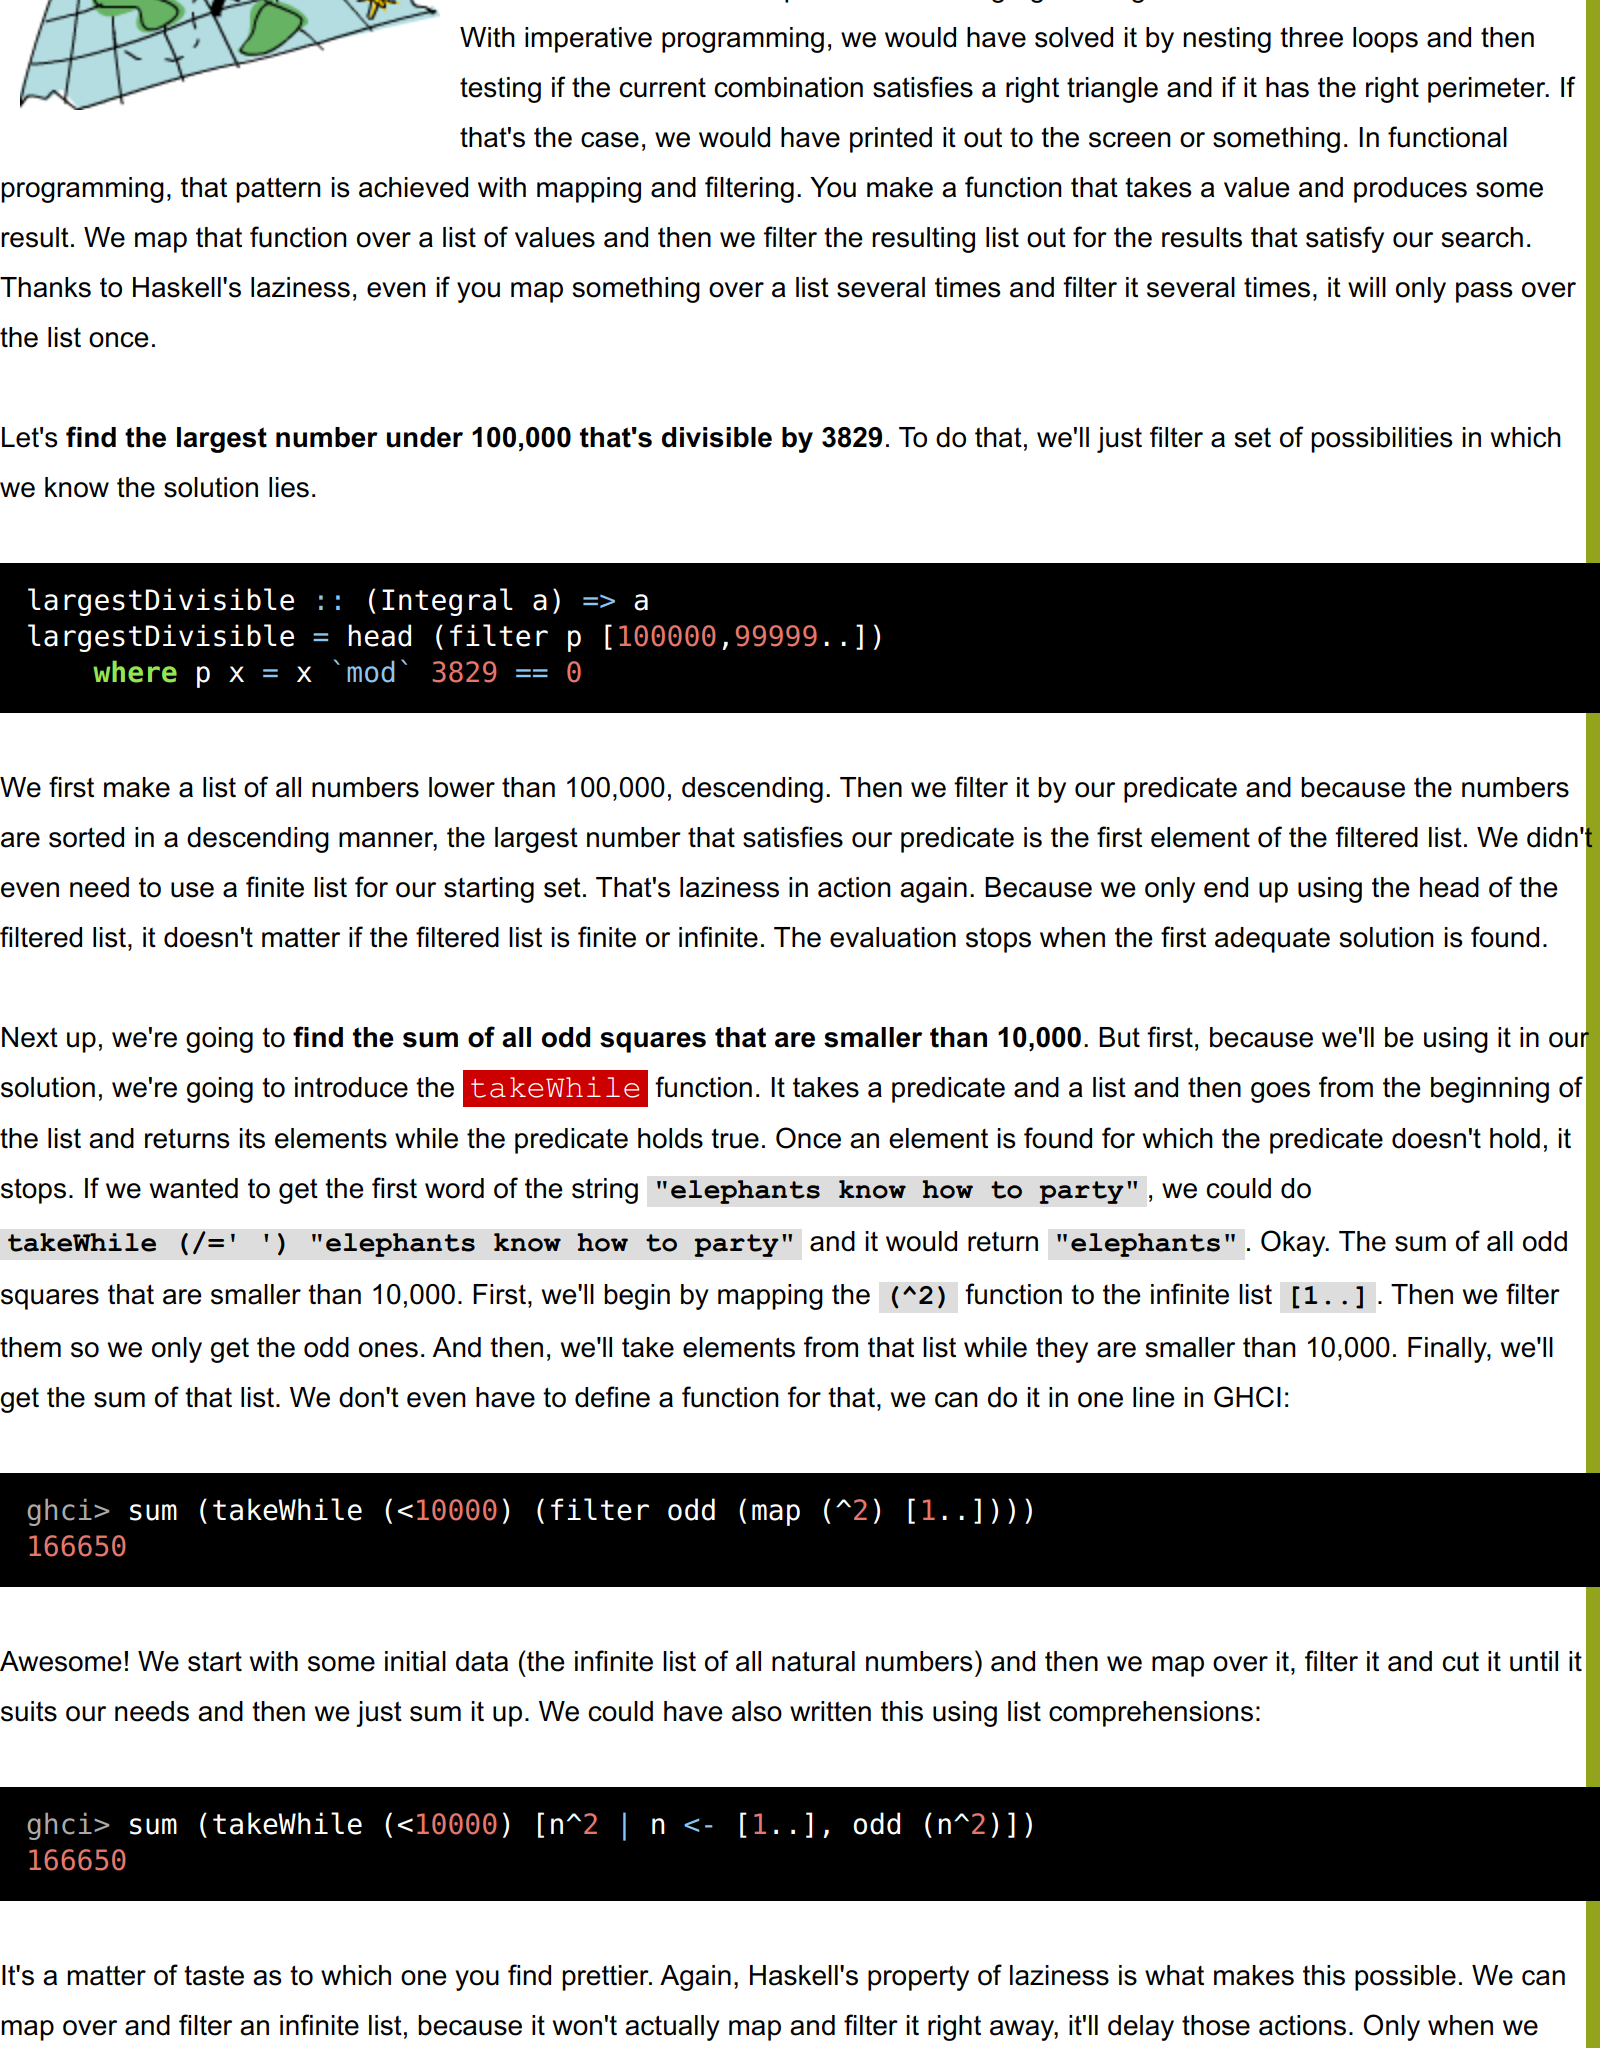 With imperative programming, we would have solved it by nesting three loops and then
testing if the current combination satisfies a right triangle and if it has the right perimeter. If
that's the case, we would have printed it out to the screen or something. In functional
programming, that pattern is achieved with mapping and filtering. You make a function that takes a value and produces some
result. We map that function over a list of values and then we filter the resulting list out for the results that satisfy our search.
Thanks to Haskell's laziness, even if you map something over a list several times and filter it several times, it will only pass over
the list once.
Let's find the largest number under 100,000 that's divisible by 3829. To do that, we'll just filter a set of possibilities in which
we know the solution lies.
largestDivisible :: (Integral a) => a
largestDivisible = head (filter p [100000,99999..])
    where p x = x `mod` 3829 == 0
We first make a list of all numbers lower than 100,000, descending. Then we filter it by our predicate and because the numbers
are sorted in a descending manner, the largest number that satisfies our predicate is the first element of the filtered list. We didn't
even need to use a finite list for our starting set. That's laziness in action again. Because we only end up using the head of the
filtered list, it doesn't matter if the filtered list is finite or infinite. The evaluation stops when the first adequate solution is found.
Next up, we're going to find the sum of all odd squares that are smaller than 10,000. But first, because we'll be using it in our
solution, we're going to introduce the takeWhile function. It takes a predicate and a list and then goes from the beginning of
the list and returns its elements while the predicate holds true. Once an element is found for which the predicate doesn't hold, it
stops. If we wanted to get the first word of the string "elephants know how to party", we could do
takeWhile (/=' ') "elephants know how to party" and it would return "elephants". Okay. The sum of all odd
squares that are smaller than 10,000. First, we'll begin by mapping the (^2) function to the infinite list [1..]. Then we filter
them so we only get the odd ones. And then, we'll take elements from that list while they are smaller than 10,000. Finally, we'll
get the sum of that list. We don't even have to define a function for that, we can do it in one line in GHCI:
ghci> sum (takeWhile (<10000) (filter odd (map (^2) [1..])))
166650
Awesome! We start with some initial data (the infinite list of all natural numbers) and then we map over it, filter it and cut it until it
suits our needs and then we just sum it up. We could have also written this using list comprehensions:
ghci> sum (takeWhile (<10000) [n^2 | n <- [1..], odd (n^2)])
166650
It's a matter of taste as to which one you find prettier. Again, Haskell's property of laziness is what makes this possible. We can
map over and filter an infinite list, because it won't actually map and filter it right away, it'll delay those actions. Only when we